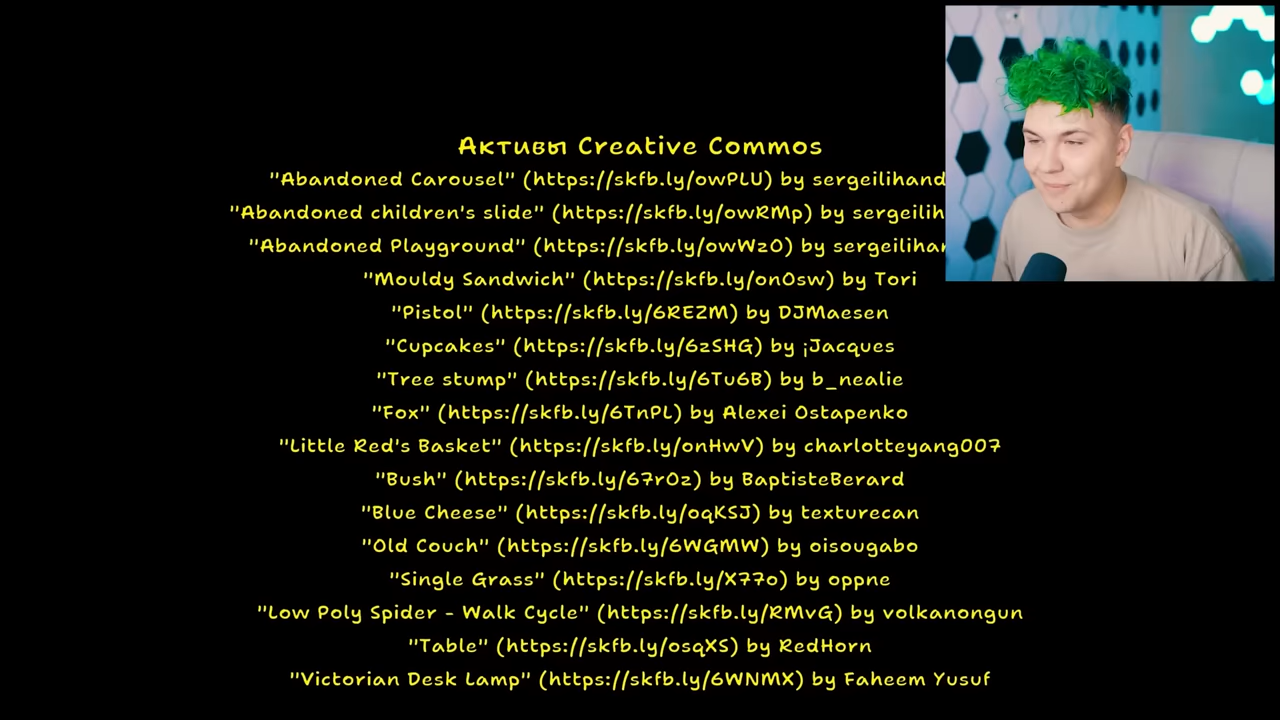 Активы Creative Commos
"Abandoned Carousel" (https://skfb.ly/owPLU) by sergeilihand
"Abandoned children's slide" (https://skfb.ly/owRMp) by sergeilih
"Abandoned Playground" (https://skfb.ly/owWzO) by sergeilihan
"Mouldy Sandwich" (https://skfb.ly/onOsw) by Tori
"Pistol" (https://skfb.ly/6REZM) by DJMaesen
"Cupcakes" (https://skfb.ly/6zSHG) by ¡Jacques
"Tree stump" (https://skfb.ly/6Tu6B) by b_nealie
"Fox" (https://skfb.ly/6TnPL) by Alexei Ostapenko
"Little Red's Basket" (https://skfb.ly/onHwV) by charlotteyang007
"Bush" (https://skfb.ly/67rOz) by BaptisteBerard
"Blue Cheese" (https://skfb.ly/oqKSJ) by texturecan
"Old Couch" (https://skfb.ly/6WGMW) by oisougabo
"Single Grass" (https://skfb.ly/X77o) by oppne
"Low Poly Spider - Walk Cycle" (https://skfb.ly/RMvG) by volkanongun
"Table" (https://skfb.ly/osqXS) by RedHorn
"Victorian Desk Lamp" (https://skfb.ly/6WNMX) by Faheem Yusuf